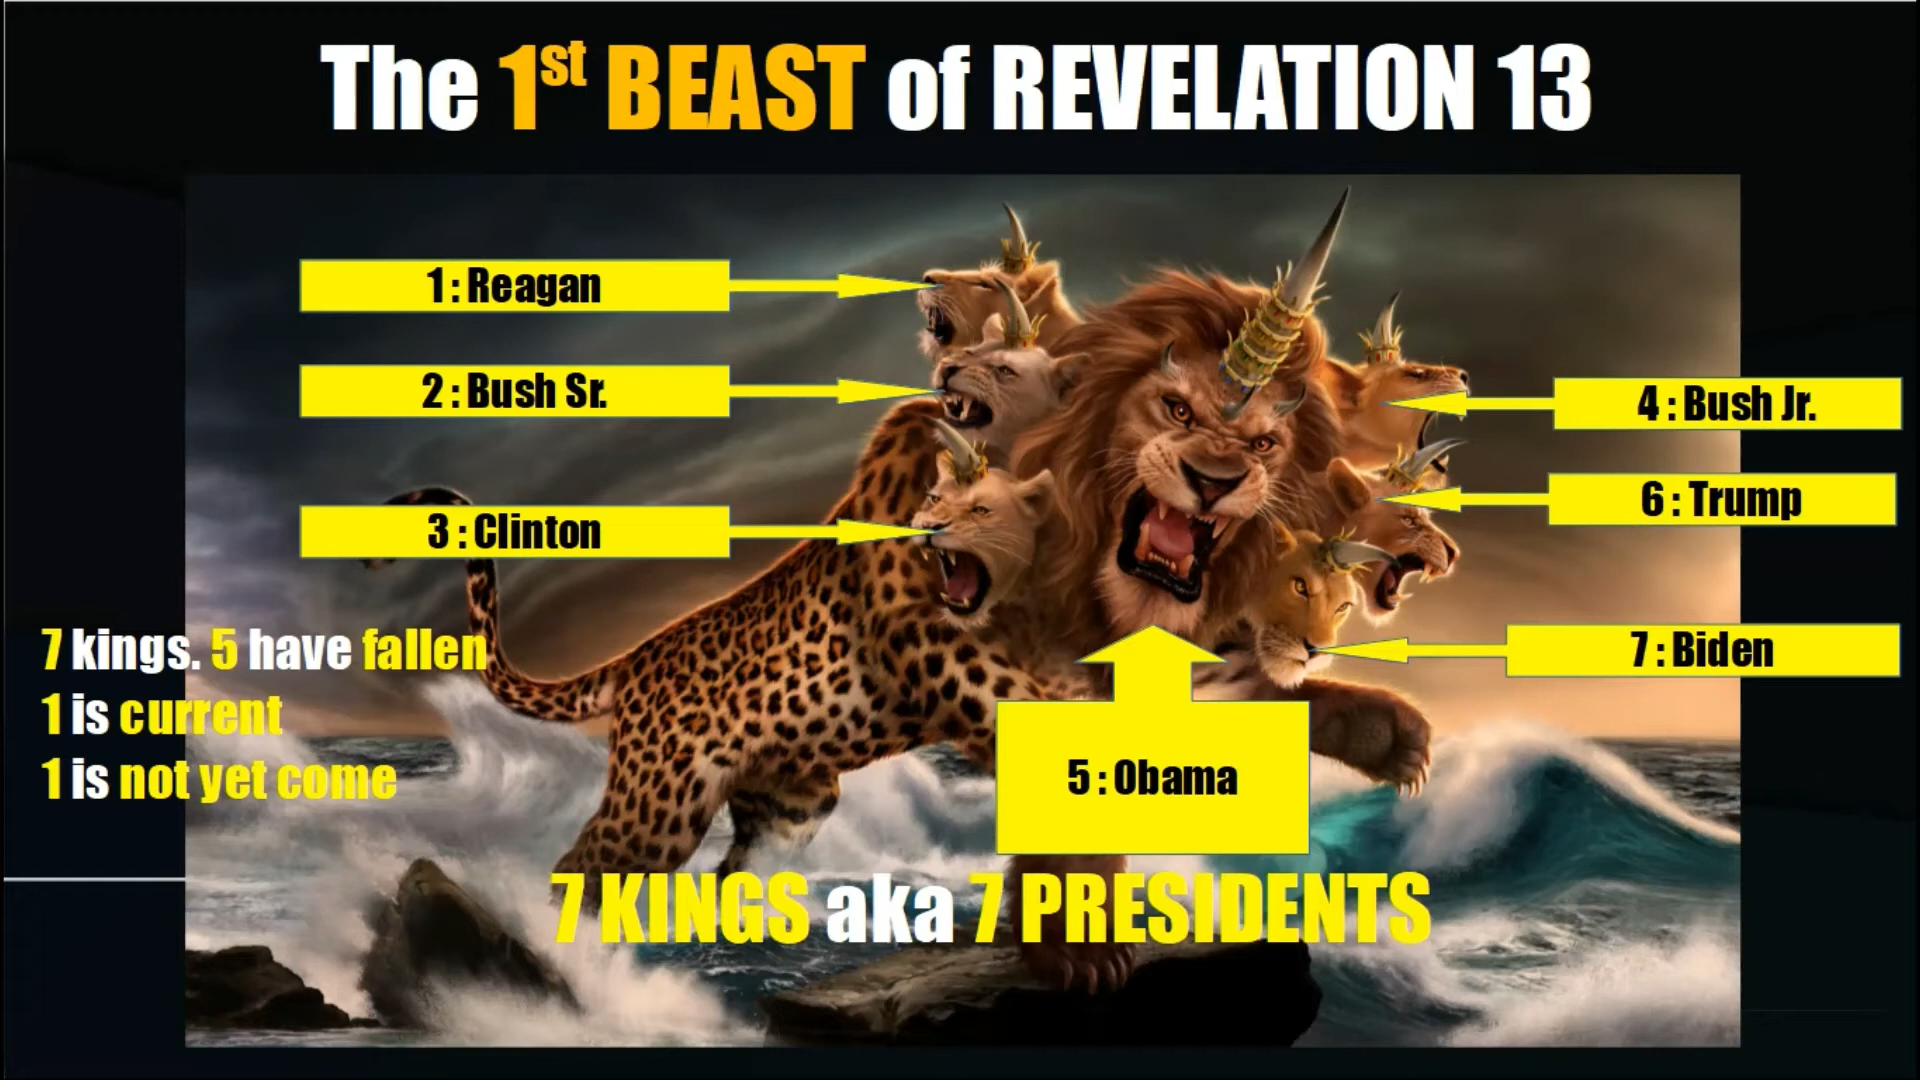 The 1st BEAST of REVELATION 13
1 : Reagan
2 : Bush Sr.
3 : Clinton
4 : Bush Jr.
6 : Trump
7 : Biden
5 : Obama
7 kings. 5 have fallen
1 is current
1 is not yet come
7 KINGS aka 7 PRESIDENTS